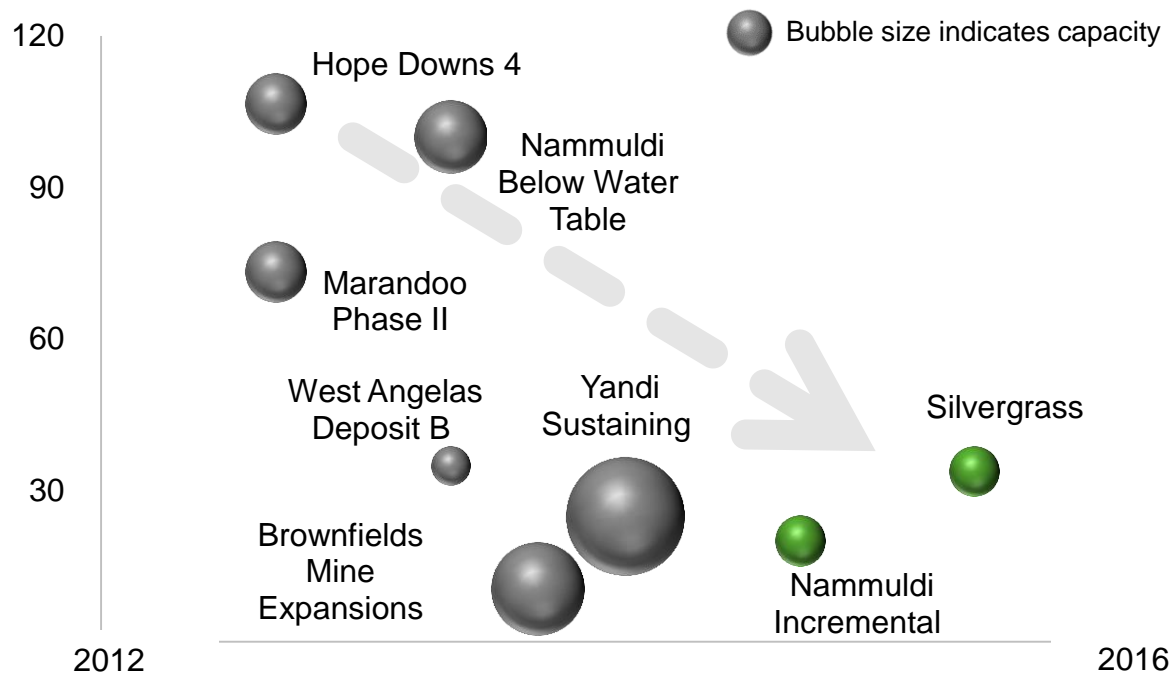 120
Bubble size indicates capacity
Hope Downs 4
Nammuldi
Below Water
Table
90
Marandoo
Phase II
60
West Angelas
Deposit B
Yandi
Sustaining
Silvergrass
30
Brownfields
Mine
Expansions
Nammuldi
Incremental
2012
2016